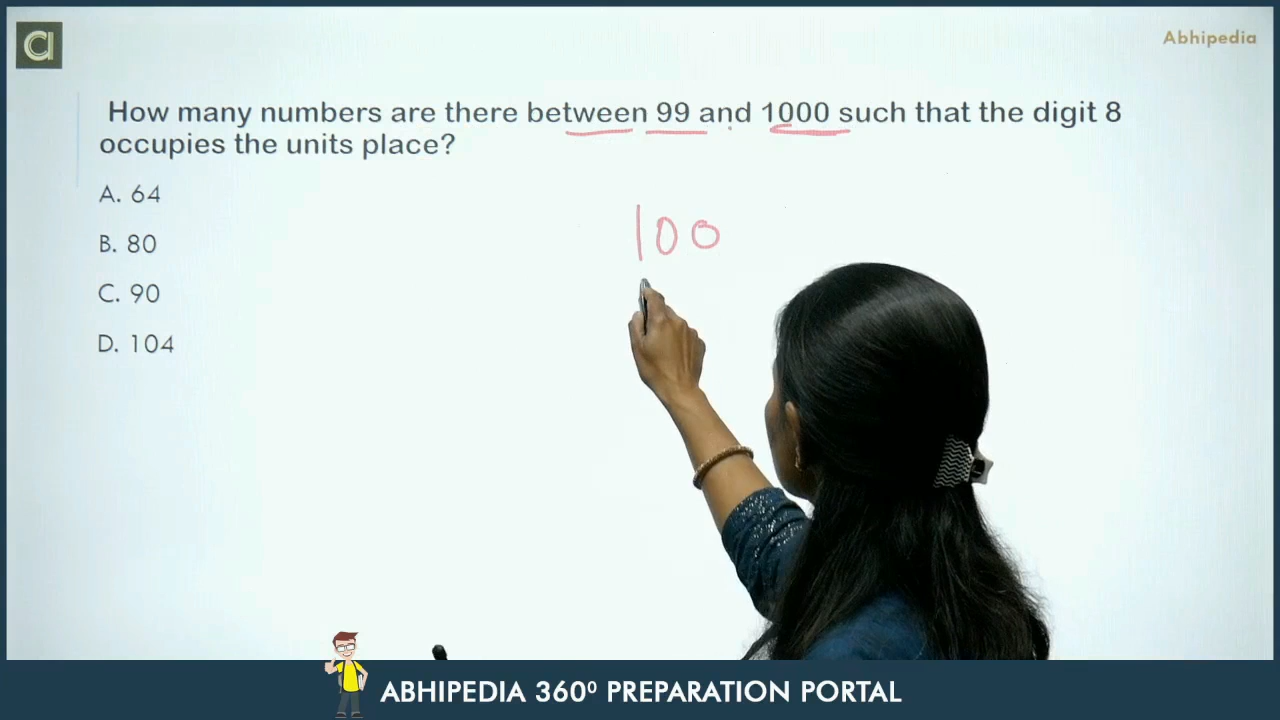 Abhipedia
How many numbers are there between 99 and 1000 such that the digit 8
occupies the units place?
A. 64
B. 80
C. 90
D. 104
100
ABHIPEDIA 360⁰ PREPARATION PORTAL